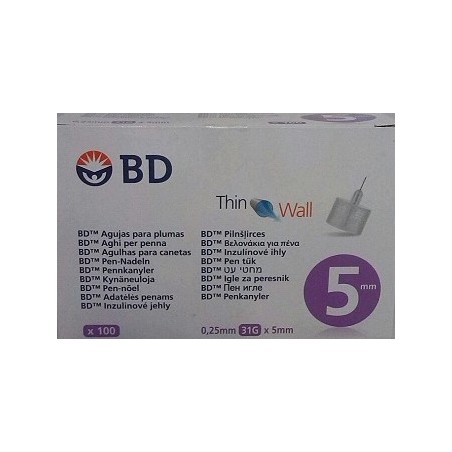 BD
Thin Wall
BD™ Agujas para plumas
BD™ Aghi per penna
BD™ Agulhas para canetas
BD™ Pen-Nadeln
BD™ Pennkanyler
BD™ Kynäneuloja
BD™ Pen-nöel
BD™ Adatelės penams
BD™ Inzulinové jehly
BD™ Pilnšļirces
BD™ Βελονάκια για πένα
BD™ Inzulínové ihly
BD™ Pen tűk
BD™ מחטי עט
BD™ Igle za peresnik
BD™ Пен игле
BD™ Penkanyler
5 mm
x 100
0,25mm 31G x 5mm